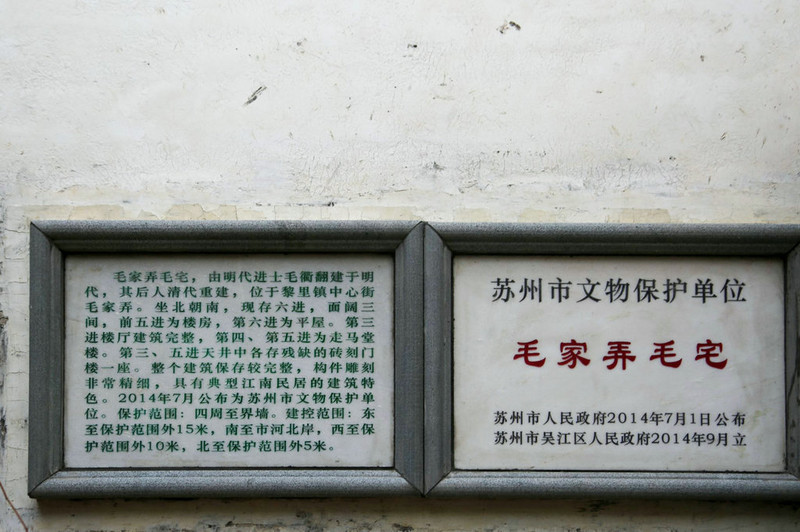 毛家弄毛宅，由明代进士毛衢翻建于明
代，其后人清代重建，位于黎里镇中心街
毛家弄。坐北朝南，现存六进，面阔三
间，前五进为楼房，第六进为平屋。第三
进楼厅建筑完整，第四、第五进为走马堂
楼。第三、五进天井中各存残缺的砖刻门
楼一座。整个建筑保存较完整，构件雕刻
非常精细，具有典型江南民居的建筑特
色。2014年7月公布为苏州市文物保护单
位。保护范围：四周至界墙。建控范围：东
至保护范围外15米，南至市河北岸，西至保
护范围外10米，北至保护范围外5米。
苏州市文物保护单位
毛家弄毛宅
苏州市人民政府2014年7月1日公布
苏州市吴江区人民政府2014年9月立